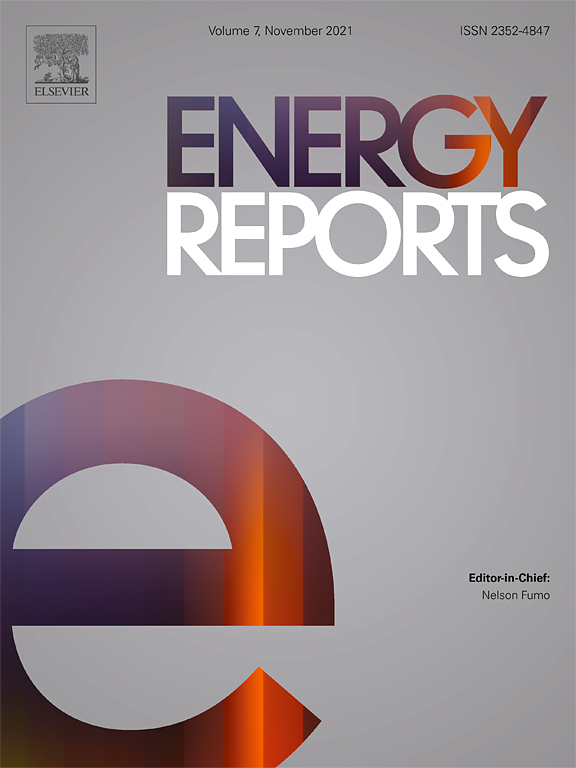 Volume 7, November 2021
ISSN 2352-4847
ELSEVIER
ENERGY
REPORTS
Editor-in-Chief:
Nelson Fumo